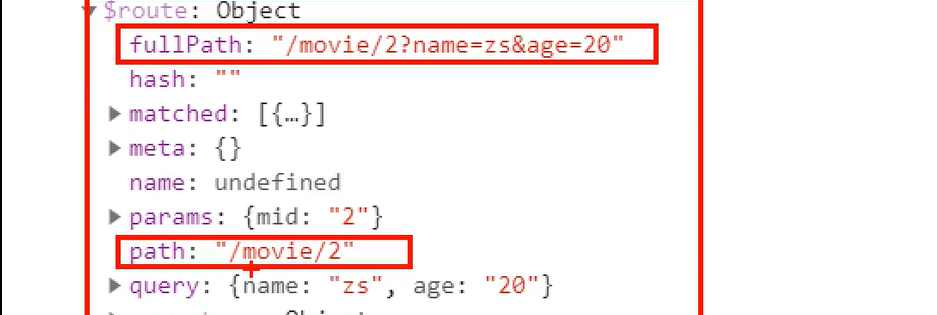 ▼ $route: Object
fullPath: "/movie/2?name=zs&age=20"
hash: ""
▶ matched: [{…}]
▶ meta: {}
name: undefined
▶ params: {mid: "2"}
path: "/movie/2"
▶ query: {name: "zs", age: "20"}